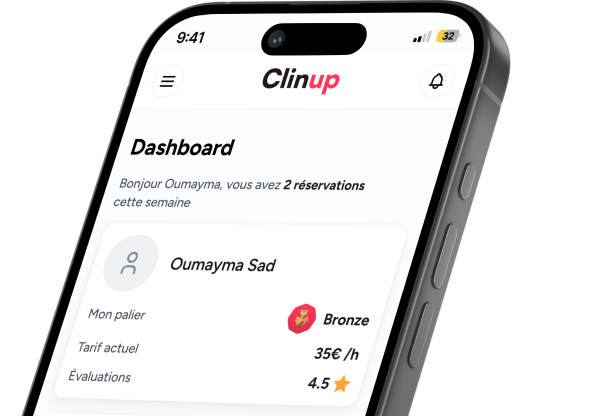 9:41
32
Clinup
Dashboard
Bonjour Oumayma, vous avez 2 réservations
cette semaine
Oumayma Sad
Mon palier
Bronze
Tarif actuel
35€ /h
Évaluations
4.5